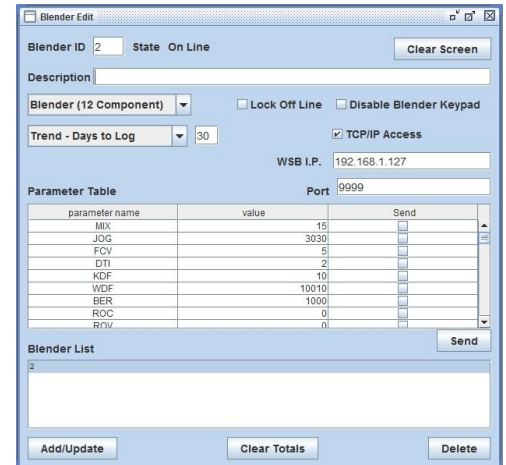 Blender Edit
Blender ID 2 State On Line Clear Screen
Description
Blender (12 Component) Lock Off Line Disable Blender Keypad
Trend - Days to Log 30 TCP/IP Access
WSB I.P. 192.168.1.127
Parameter Table Port 9999
parameter name value Send
MIX 15
JOG 3030
FCV 5
DTI 2
KDF 10
WDF 10010
BER 1000
ROC 0
ROV 0
Send
Blender List
2
Add/Update Clear Totals Delete